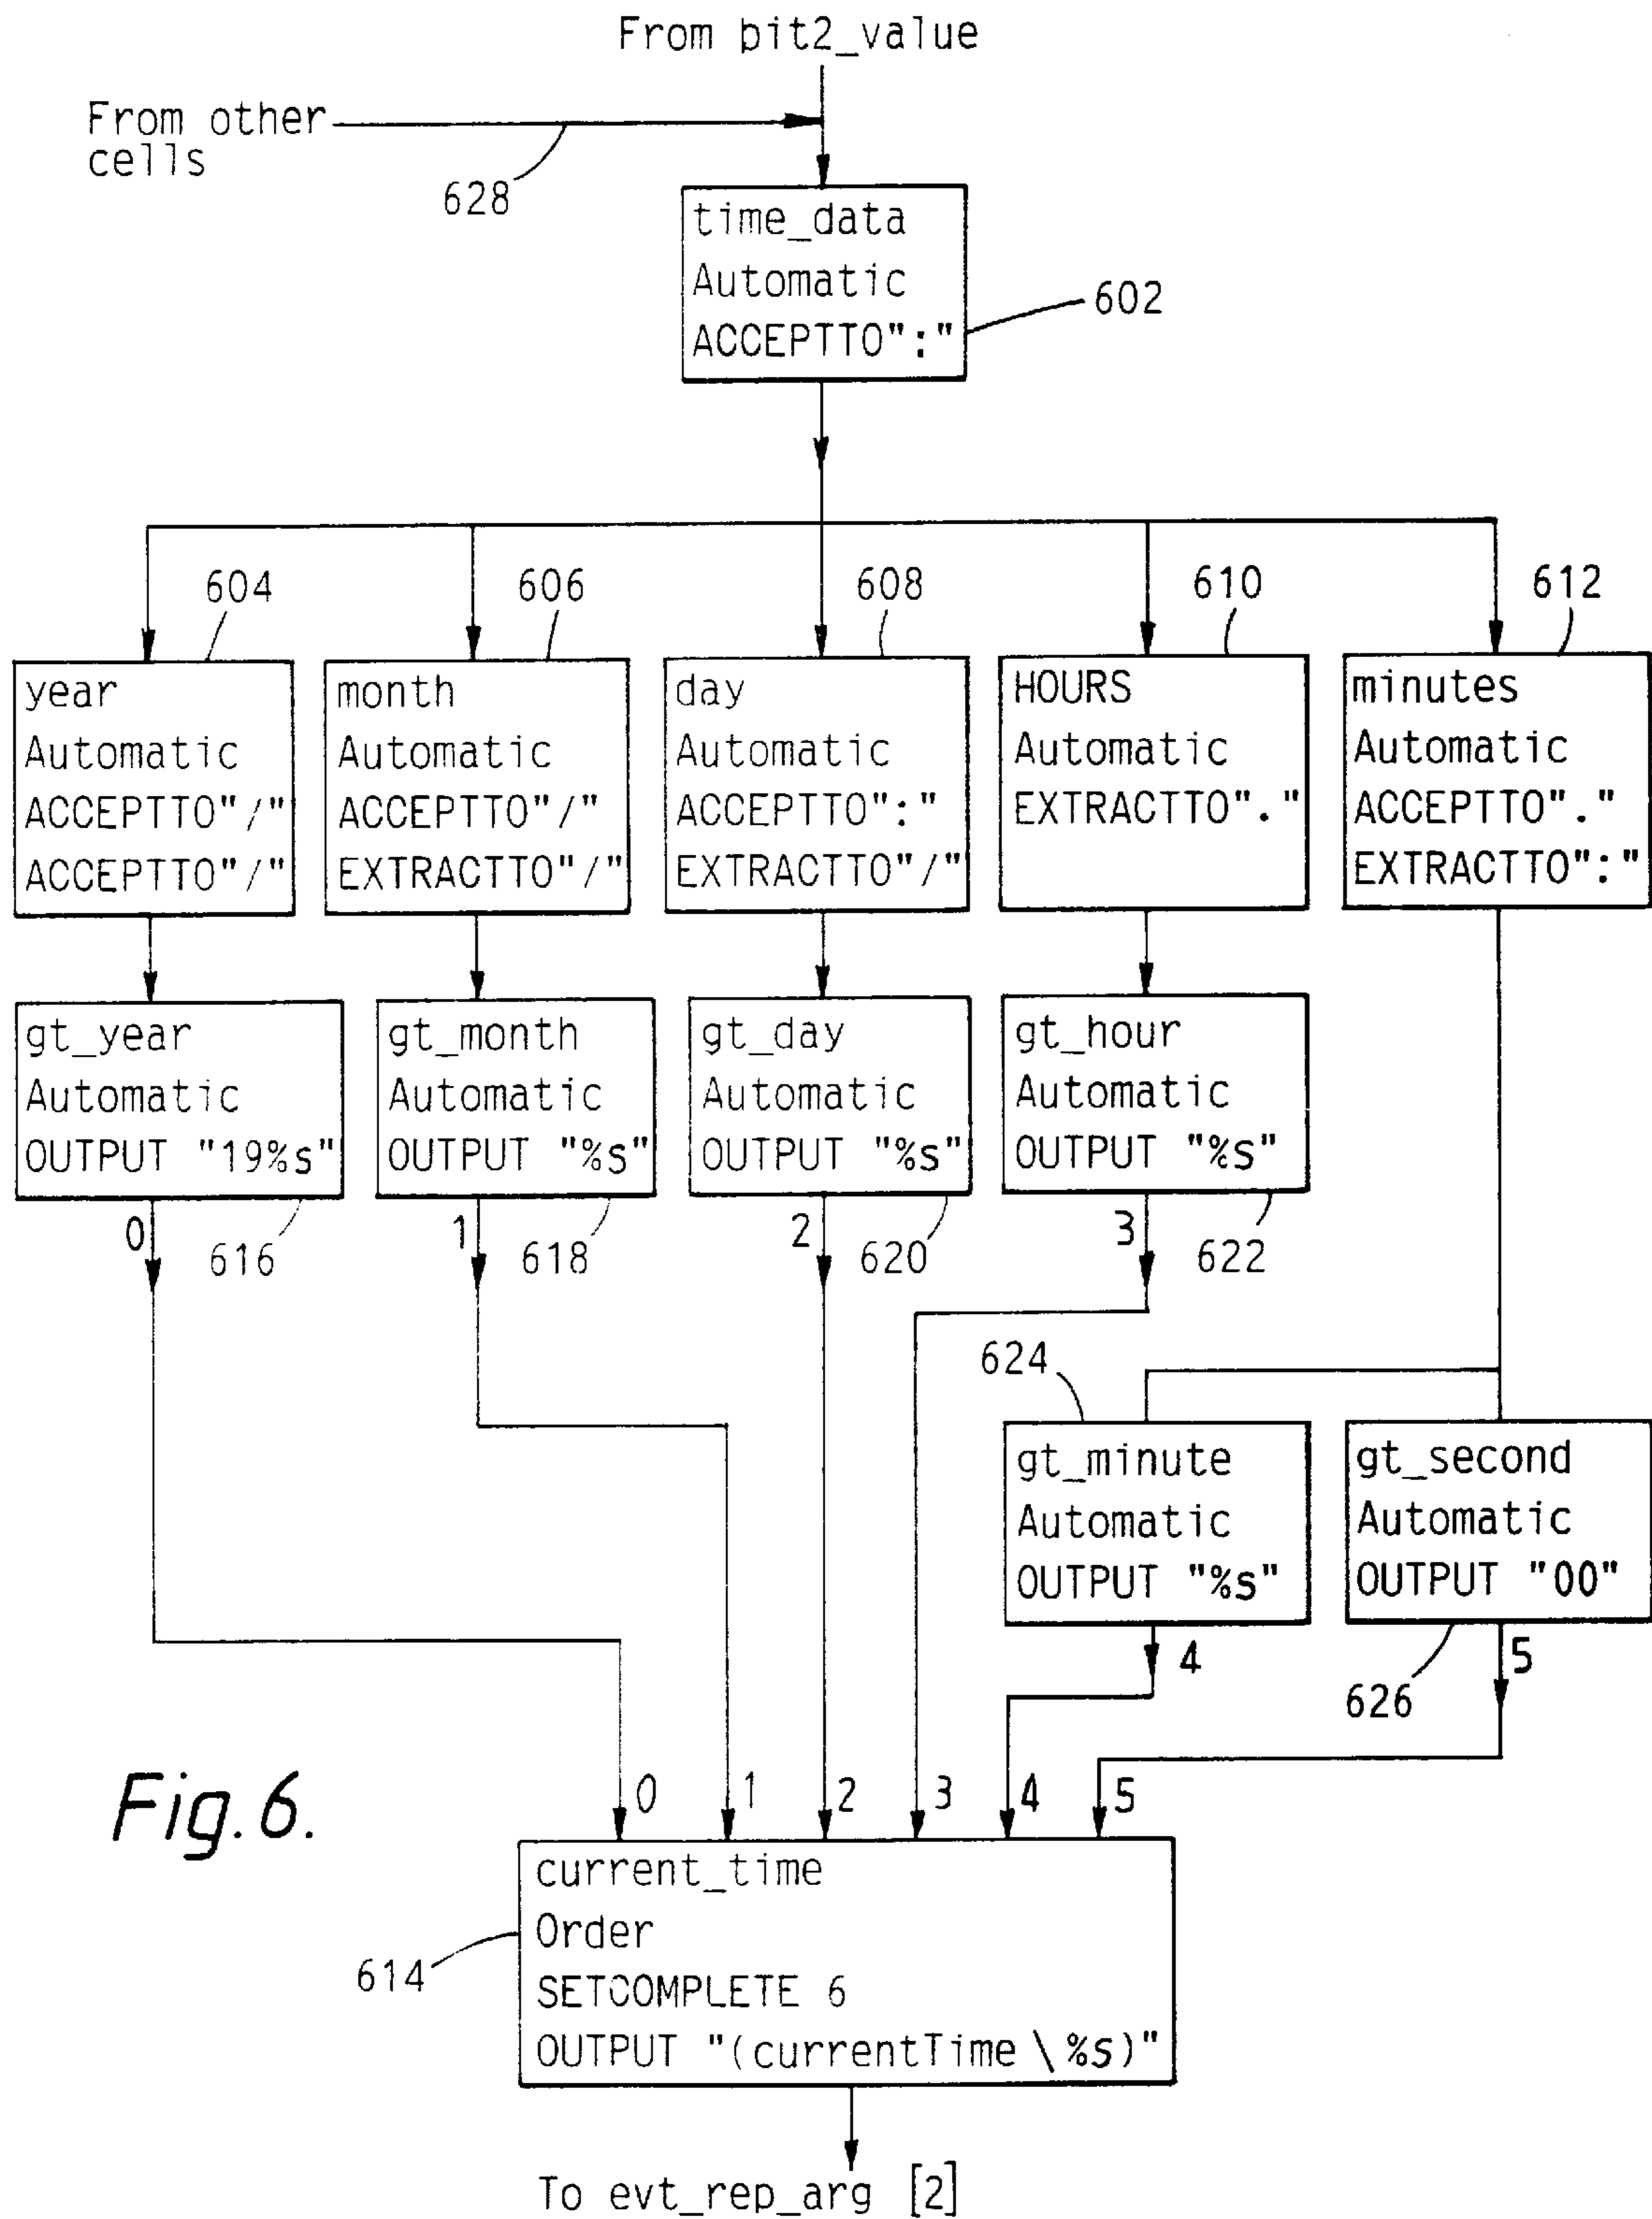 From bit2_value
From other
cells
628
time_data
Automatic
ACCEPTTO":"
602
604
606
608
610
612
year
Automatic
ACCEPTTO"/"
ACCEPTTO"/"
month
Automatic
ACCEPTTO"/"
EXTRACTTO"/"
day
Automatic
ACCEPTTO":"
EXTRACTTO"/"
HOURS
Automatic
EXTRACTTO"."
minutes
Automatic
ACCEPTTO"."
EXTRACTTO":"
gt_year
Automatic
OUTPUT "19%s"
gt_month
Automatic
OUTPUT "%s"
gt_day
Automatic
OUTPUT "%s"
gt_hour
Automatic
OUTPUT "%s"
0
616
1
618
2
620
3
622
624
gt_minute
Automatic
OUTPUT "%s"
gt_second
Automatic
OUTPUT "00"
4
626
5
Fig.6.
0
1
2
3
4
5
current_time
Order
SETCOMPLETE 6
OUTPUT "(currentTime \ %s)"
614
To evt_rep_arg [2]